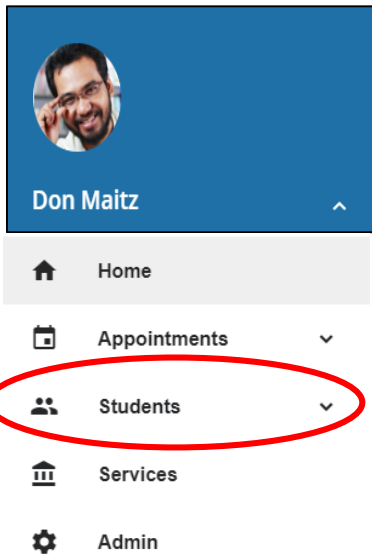 Don Maitz
Home
Appointments
Students
Services
Admin